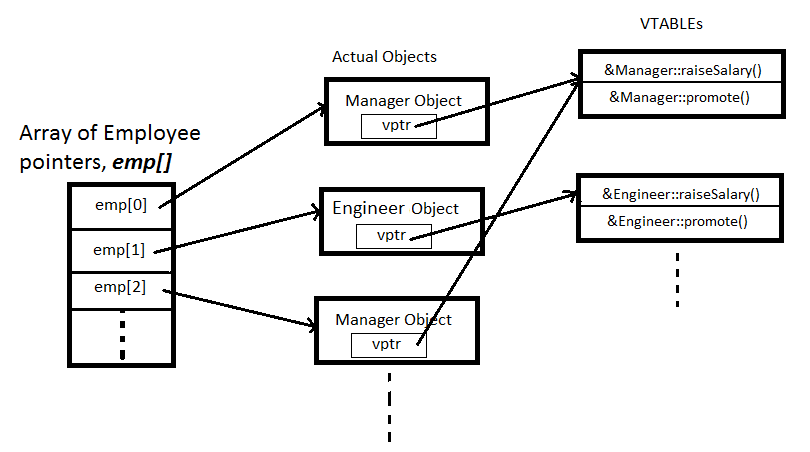 VTABLEs
Actual Objects
&Manager::raiseSalary()
&Manager::promote()
Manager Object
vptr
Array of Employee
pointers, emp[]
emp[0]
Engineer Object
vptr
&Engineer::raiseSalary()
&Engineer::promote()
emp[1]
emp[2]
Manager Object
vptr